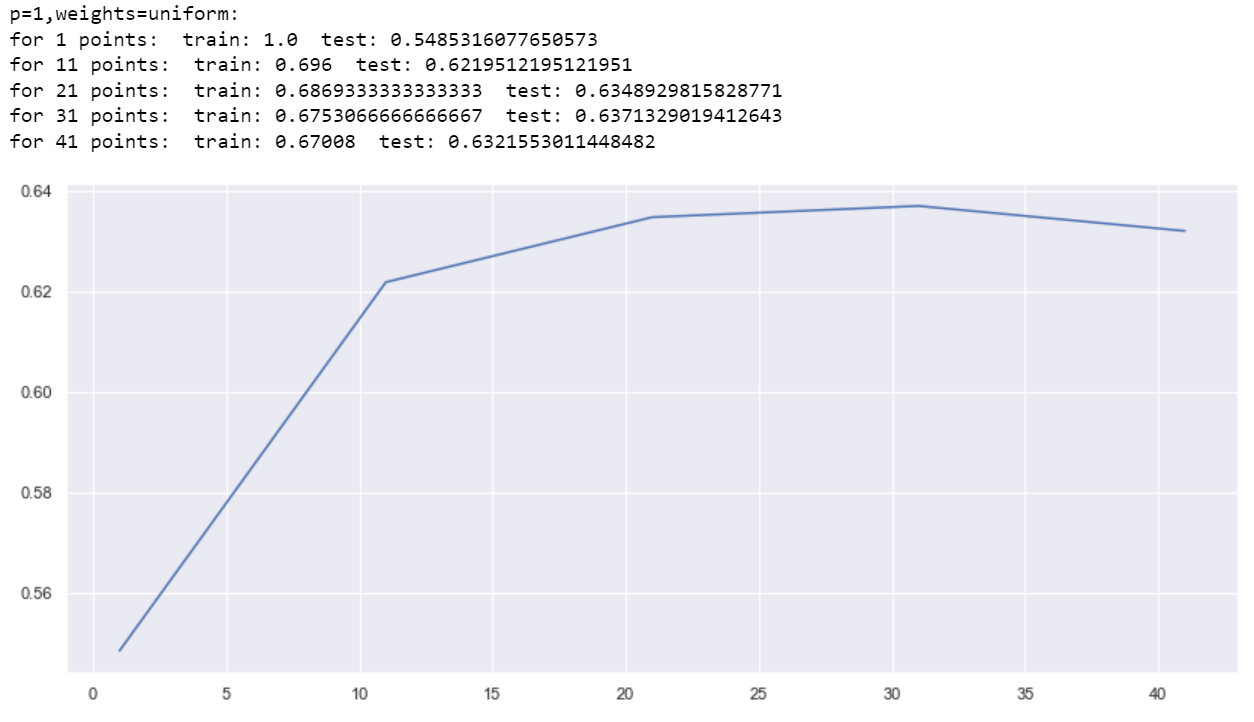 p=1,weights=uniform:
for 1 points:  train: 1.0  test: 0.5485316077650573
for 11 points:  train: 0.696  test: 0.6219512195121951
for 21 points:  train: 0.6869333333333333  test: 0.6348929815828771
for 31 points:  train: 0.6753066666666667  test: 0.6371329019412643
for 41 points:  train: 0.67008  test: 0.6321553011448482
0.64
0.62
0.60
0.58
0.56
0 5 10 15 20 25 30 35 40